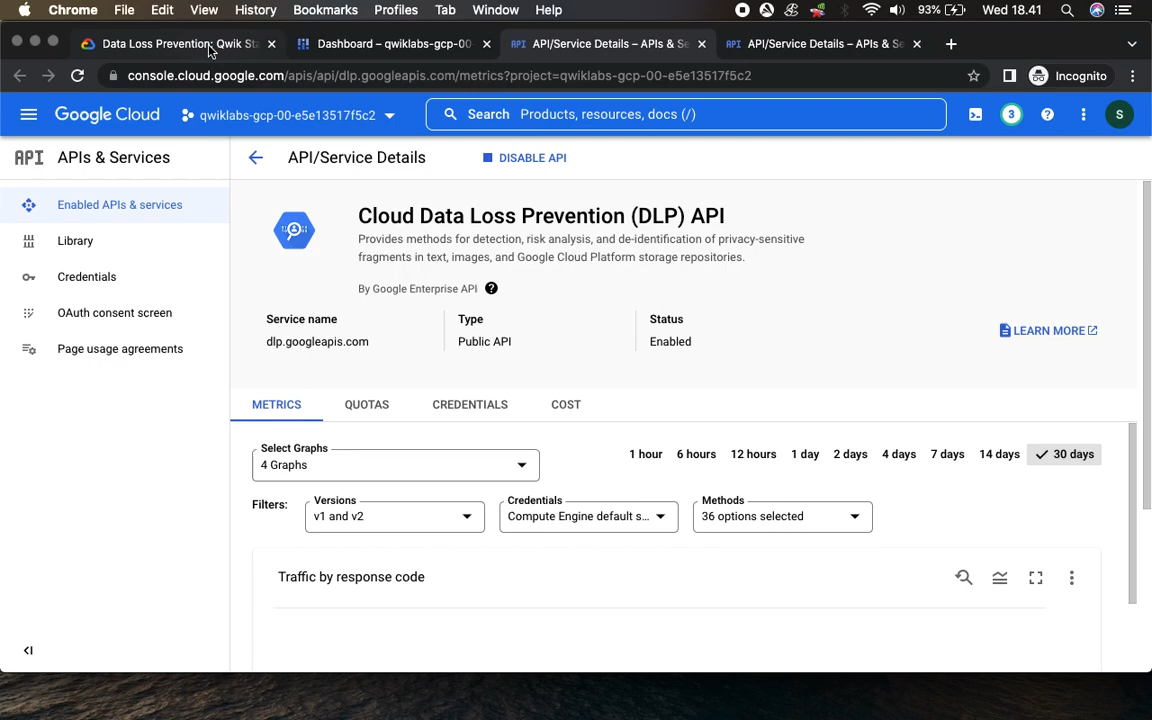 Chrome File Edit View History Bookmarks Profiles Tab Window Help 93% Wed 18.41
Data Loss Prevention: Qwik Sta Dashboard – qwiklabs-gcp-00- API API/Service Details – APIs & Se API API/Service Details – APIs & Se
console.cloud.google.com/apis/api/dlp.googleapis.com/metrics?project=qwiklabs-gcp-00-e5e13517f5c2 Incognito
Google Cloud qwiklabs-gcp-00-e5e13517f5c2 Search Products, resources, docs (/) 3 S
API APIs & Services API/Service Details DISABLE API
Enabled APIs & services
Library
Credentials
OAuth consent screen
Page usage agreements
Cloud Data Loss Prevention (DLP) API
Provides methods for detection, risk analysis, and de-identification of privacy-sensitive
fragments in text, images, and Google Cloud Platform storage repositories.
By Google Enterprise API ?
Service name Type Status
dlp.googleapis.com Public API Enabled
LEARN MORE
METRICS QUOTAS CREDENTIALS COST
Select Graphs
4 Graphs
1 hour 6 hours 12 hours 1 day 2 days 4 days 7 days 14 days 30 days
Filters: Versions Credentials Methods
v1 and v2 Compute Engine default s... 36 options selected
Traffic by response code